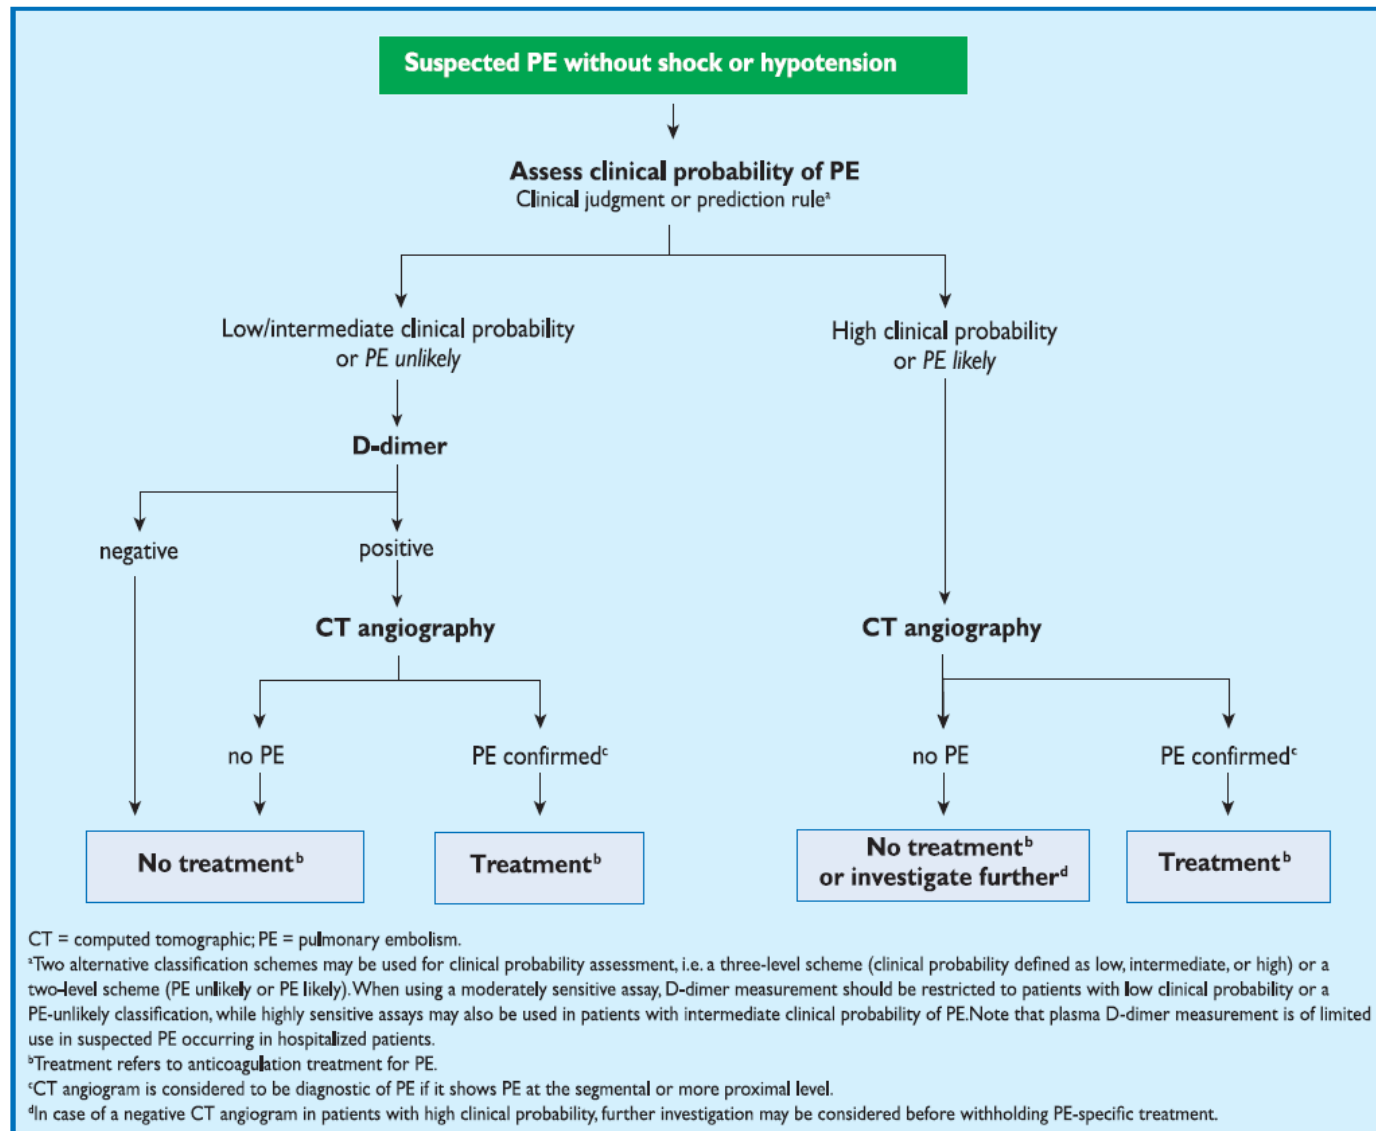 Suspected PE without shock or hypotension
Assess clinical probability of PE
Clinical judgment or prediction ruleᵃ
Low/intermediate clinical probability
or PE unlikely
High clinical probability
or PE likely
D-dimer
negative
positive
CT angiography
CT angiography
no PE
PE confirmedᶜ
no PE
PE confirmedᶜ
No treatmentᵇ
Treatmentᵇ
No treatmentᵇ
or investigate furtherᵈ
Treatmentᵇ
CT = computed tomographic; PE = pulmonary embolism.
ᵃTwo alternative classification schemes may be used for clinical probability assessment, i.e. a three-level scheme (clinical probability defined as low, intermediate, or high) or a
two-level scheme (PE unlikely or PE likely). When using a moderately sensitive assay, D-dimer measurement should be restricted to patients with low clinical probability or a
PE-unlikely classification, while highly sensitive assays may also be used in patients with intermediate clinical probability of PE. Note that plasma D-dimer measurement is of limited
use in suspected PE occurring in hospitalized patients.
ᵇTreatment refers to anticoagulation treatment for PE.
ᶜCT angiogram is considered to be diagnostic of PE if it shows PE at the segmental or more proximal level.
ᵈIn case of a negative CT angiogram in patients with high clinical probability, further investigation may be considered before withholding PE-specific treatment.